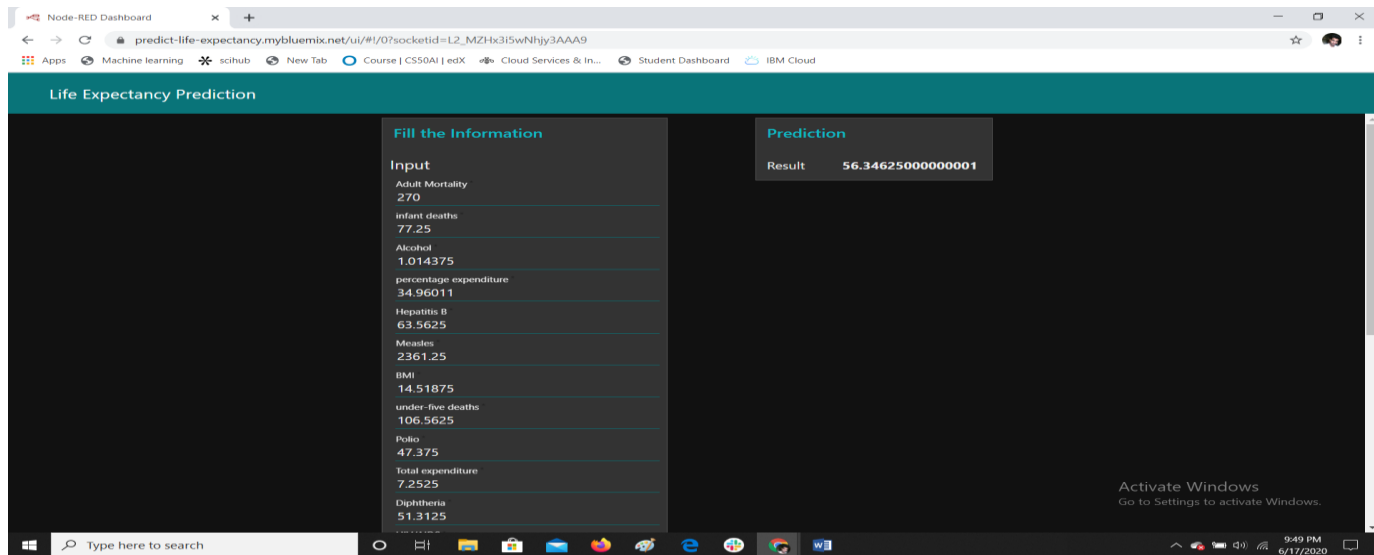 Node-RED Dashboard
predict-life-expectancy.mybluemix.net/ui/#!/0?socketid=L2_MZHx3i5wNhjy3AAA9
Apps Machine learning scihub New Tab Course | CS50AI | edX Cloud Services & In... Student Dashboard IBM Cloud
Life Expectancy Prediction
Fill the Information
Input
Adult Mortality
270
infant deaths
77.25
Alcohol
1.014375
percentage expenditure
34.96011
Hepatitis B
63.5625
Measles
2361.25
BMI
14.51875
under-five deaths
106.5625
Polio
47.375
Total expenditure
7.2525
Diphtheria
51.3125
Prediction
Result 56.34625000000001
Activate Windows
Go to Settings to activate Windows.
Type here to search
9:49 PM
6/17/2020